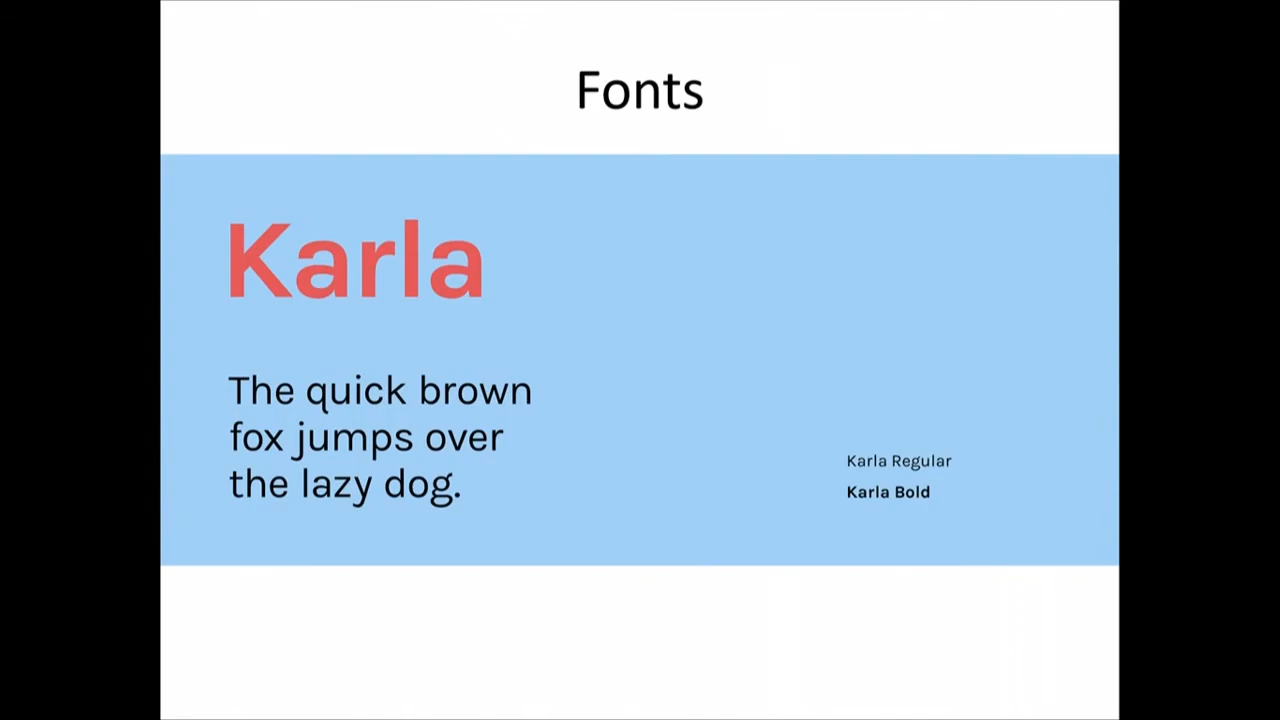 Fonts
Karla
The quick brown
fox jumps over
the lazy dog.
Karla Regular
Karla Bold